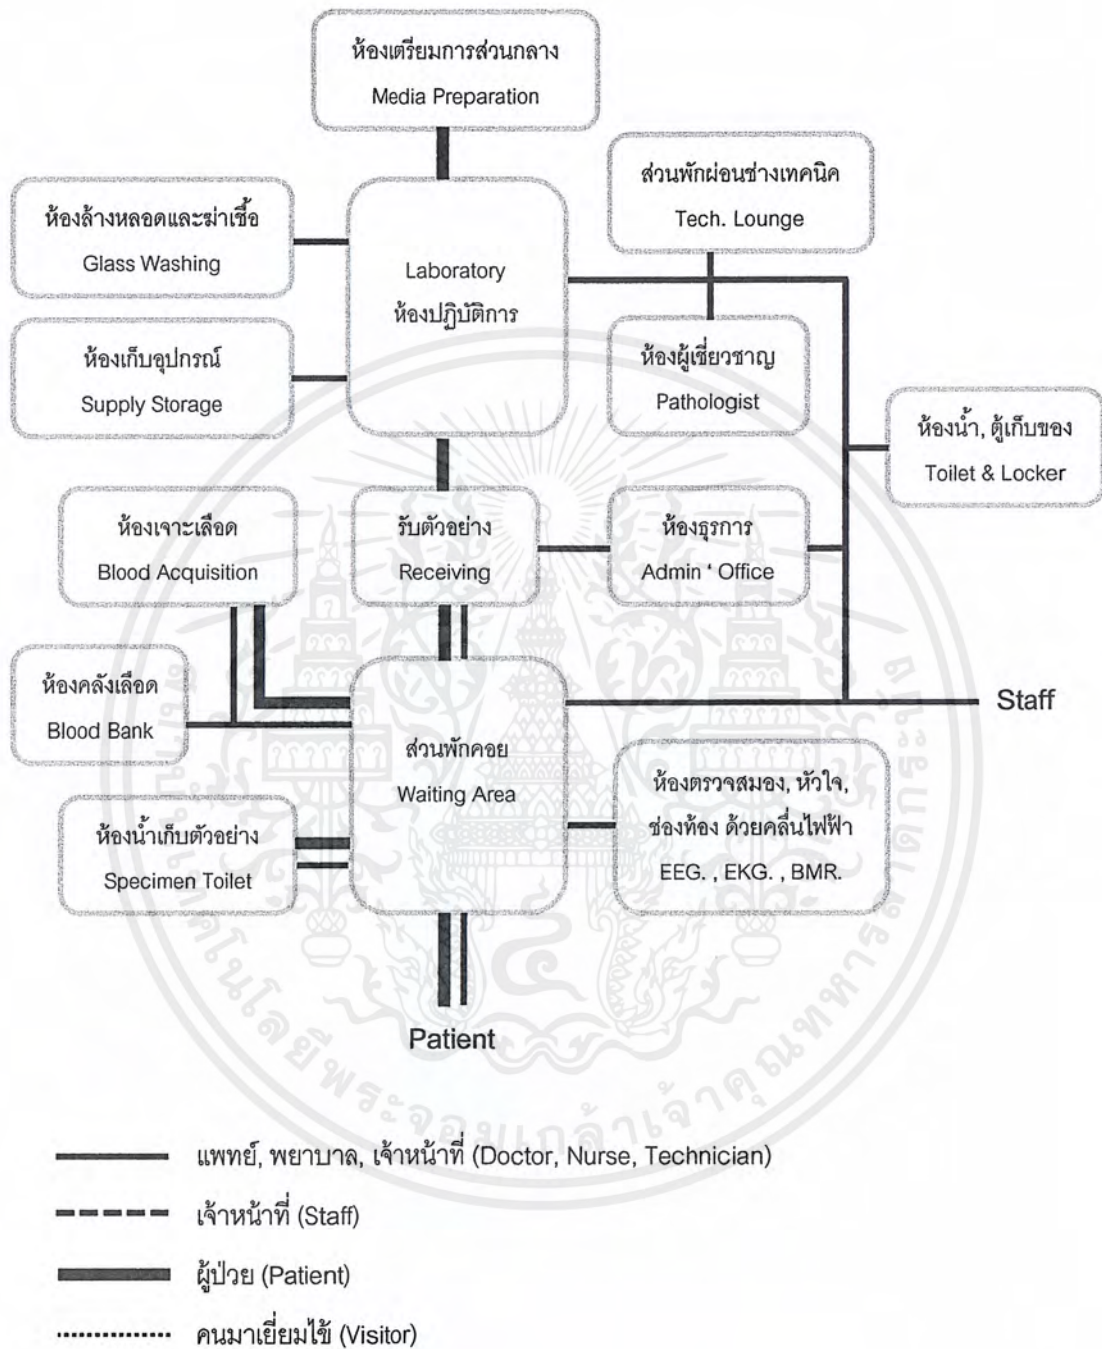 ห้องเตรียมการส่วนกลาง
Media Preparation
ส่วนพักผ่อนช่างเทคนิค
Tech. Lounge
ห้องล้างหลอดและฆ่าเชื้อ
Glass Washing
Laboratory
ห้องปฏิบัติการ
ห้องเก็บอุปกรณ์
Supply Storage
ห้องผู้เชี่ยวชาญ
Pathologist
ห้องน้ำ, ตู้เก็บของ
Toilet & Locker
ห้องเจาะเลือด
Blood Acquisition
รับตัวอย่าง
Receiving
ห้องธุรการ
Admin ' Office
ห้องคลังเลือด
Blood Bank
Staff
ส่วนพักคอย
Waiting Area
ห้องตรวจสมอง, หัวใจ,
ช่องท้อง ด้วยคลื่นไฟฟ้า
EEG. , EKG. , BMR.
ห้องน้ำเก็บตัวอย่าง
Specimen Toilet
Patient
แพทย์, พยาบาล, เจ้าหน้าที่ (Doctor, Nurse, Technician)
เจ้าหน้าที่ (Staff)
ผู้ป่วย (Patient)
คนมาเยี่ยมไข้ (Visitor)